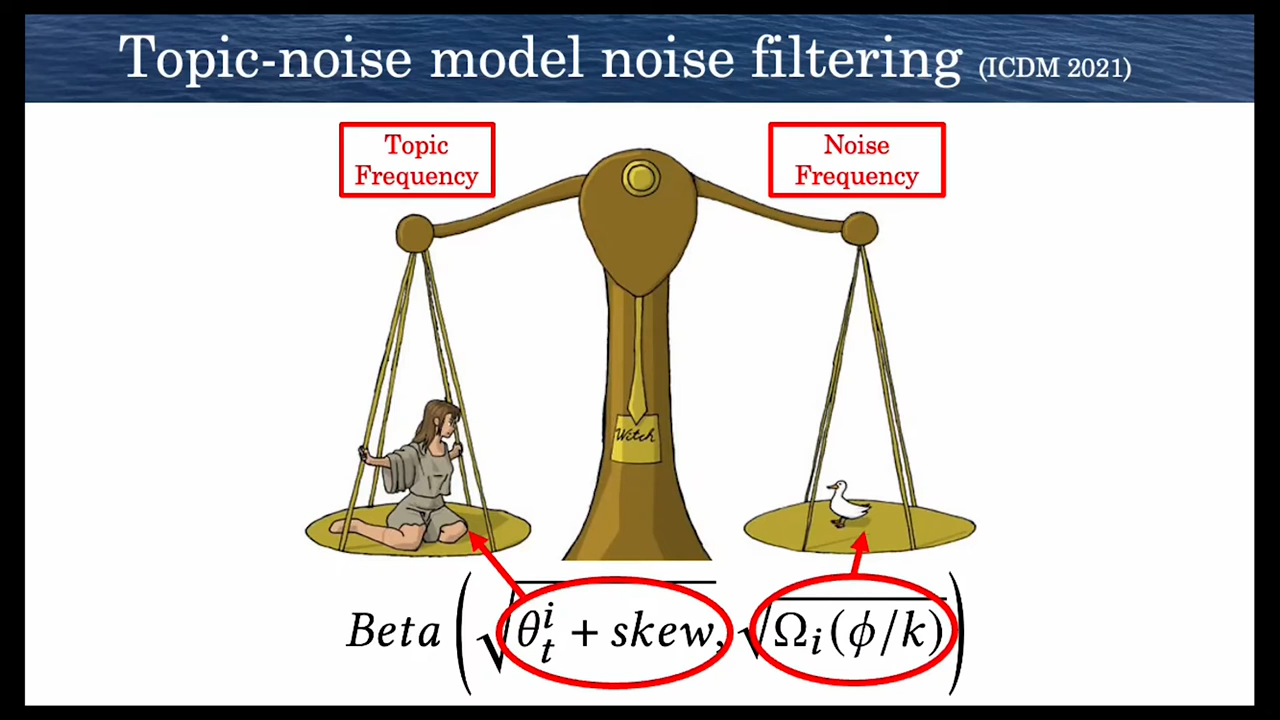 Topic-noise model noise filtering (ICDM 2021)
Topic
Frequency
Noise
Frequency
Witch
Beta(√(θ_t^i + skew), √(Ω_i(ϕ/k)))